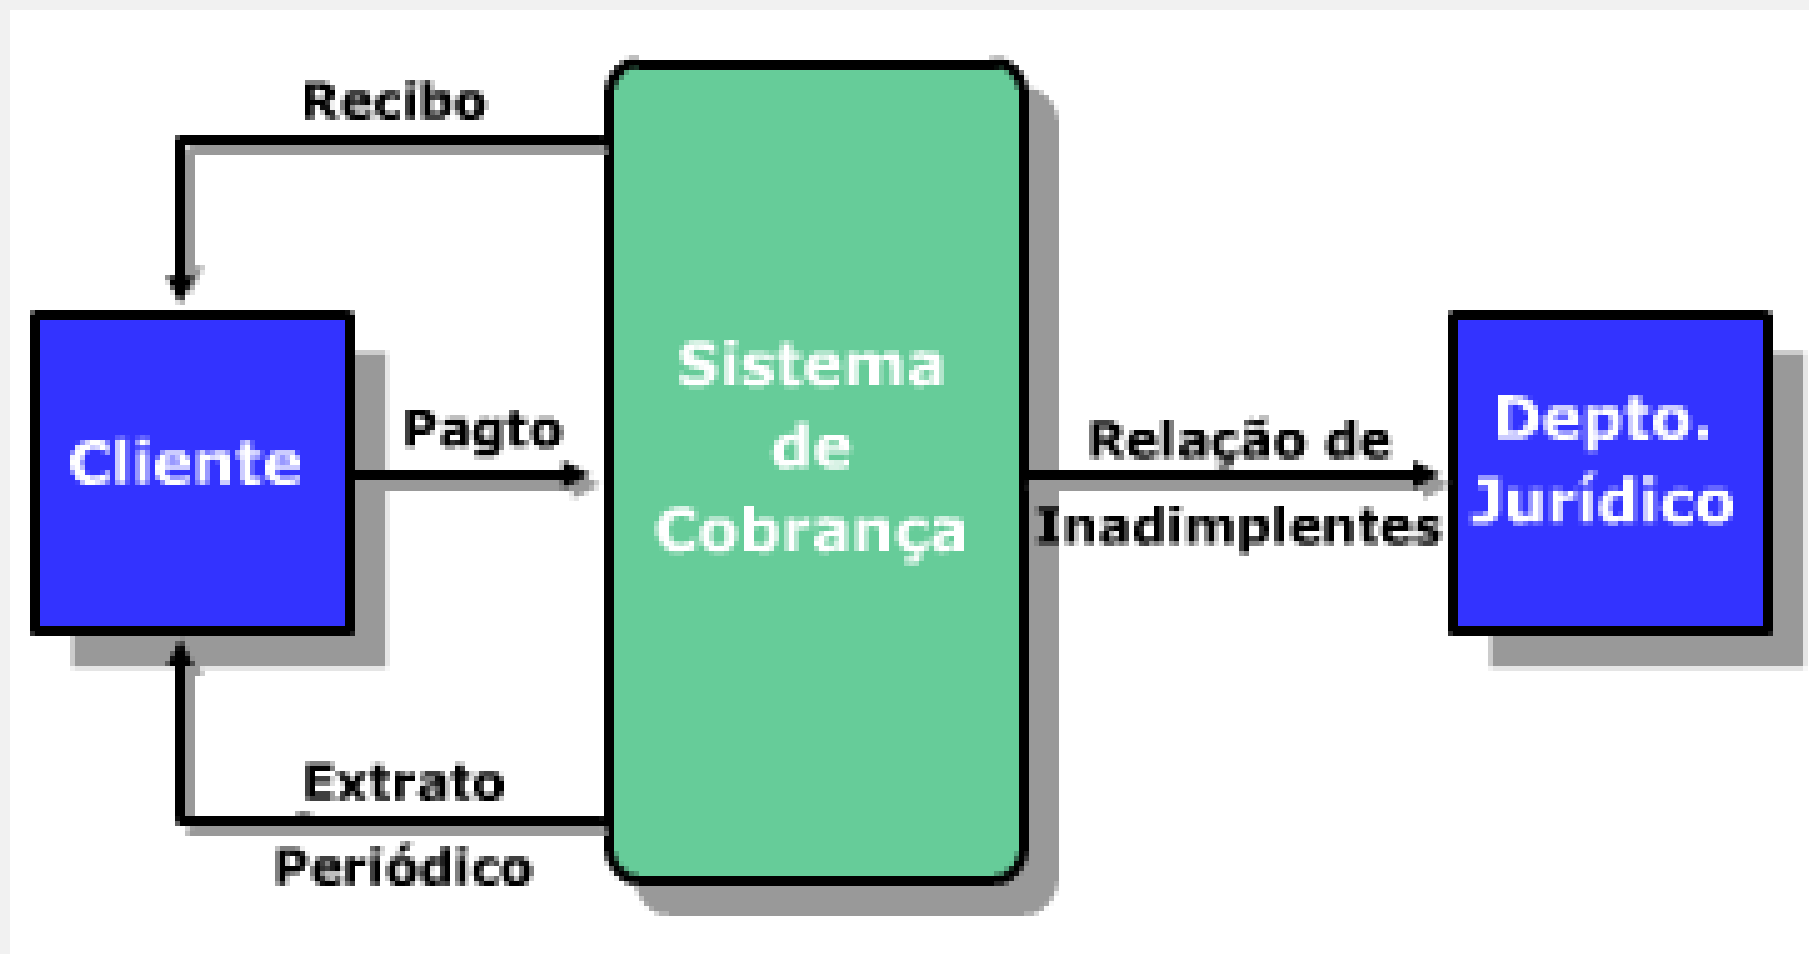 Recibo
Cliente
Pagto
Sistema
de
Cobrança
Relação de
Inadimplentes
Depto.
Jurídico
Extrato
Periódico